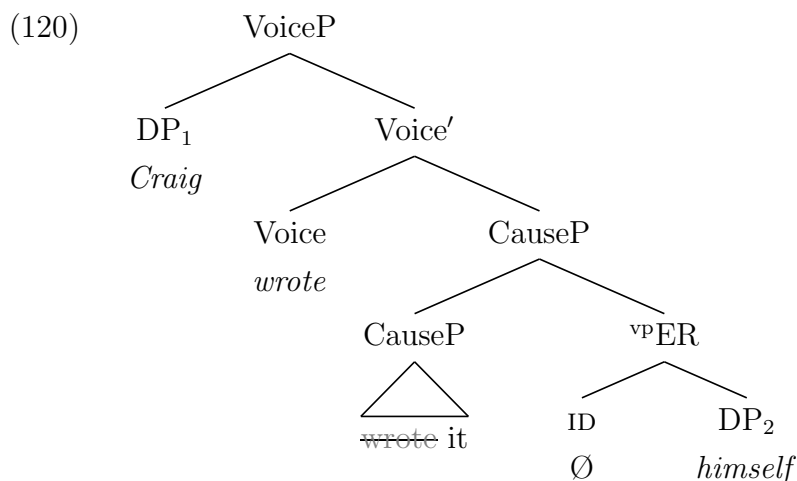 (120) VoiceP
DP₁ Voice′
Craig
Voice CauseP
wrote
CauseP ᵛᵖER
wrote it ID DP₂
Ø himself